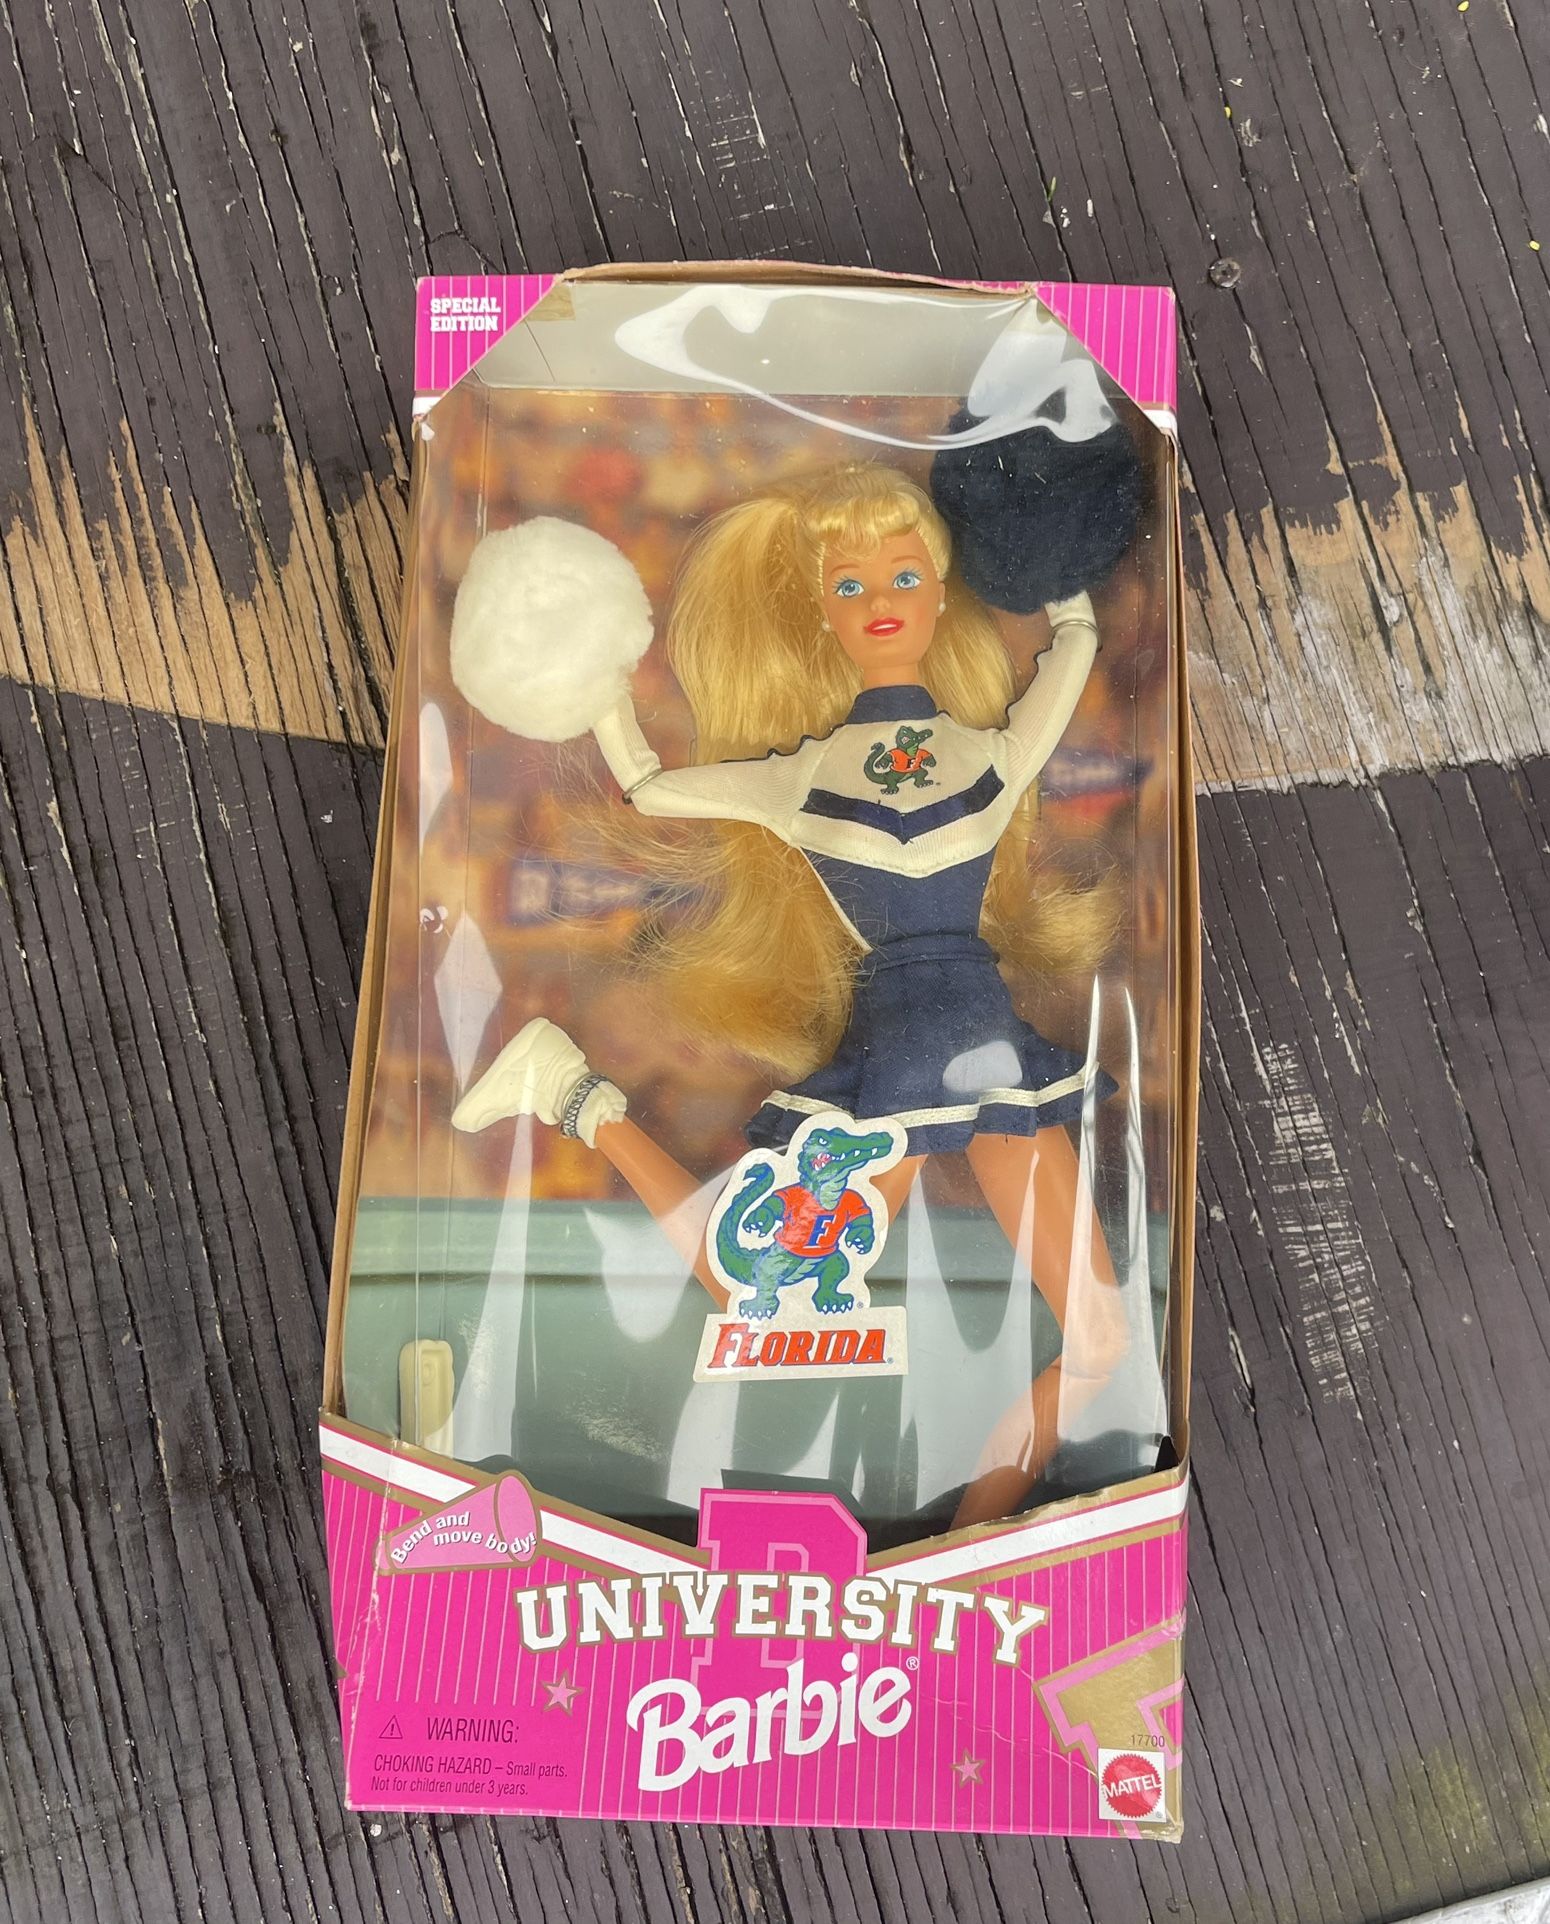 SPECIAL
EDITION
F
F
FLORIDA®
Bend and
move body!
B
UNIVERSITY
Barbie®
⚠ WARNING:
CHOKING HAZARD – Small parts.
Not for children under 3 years.
17700
MATTEL®